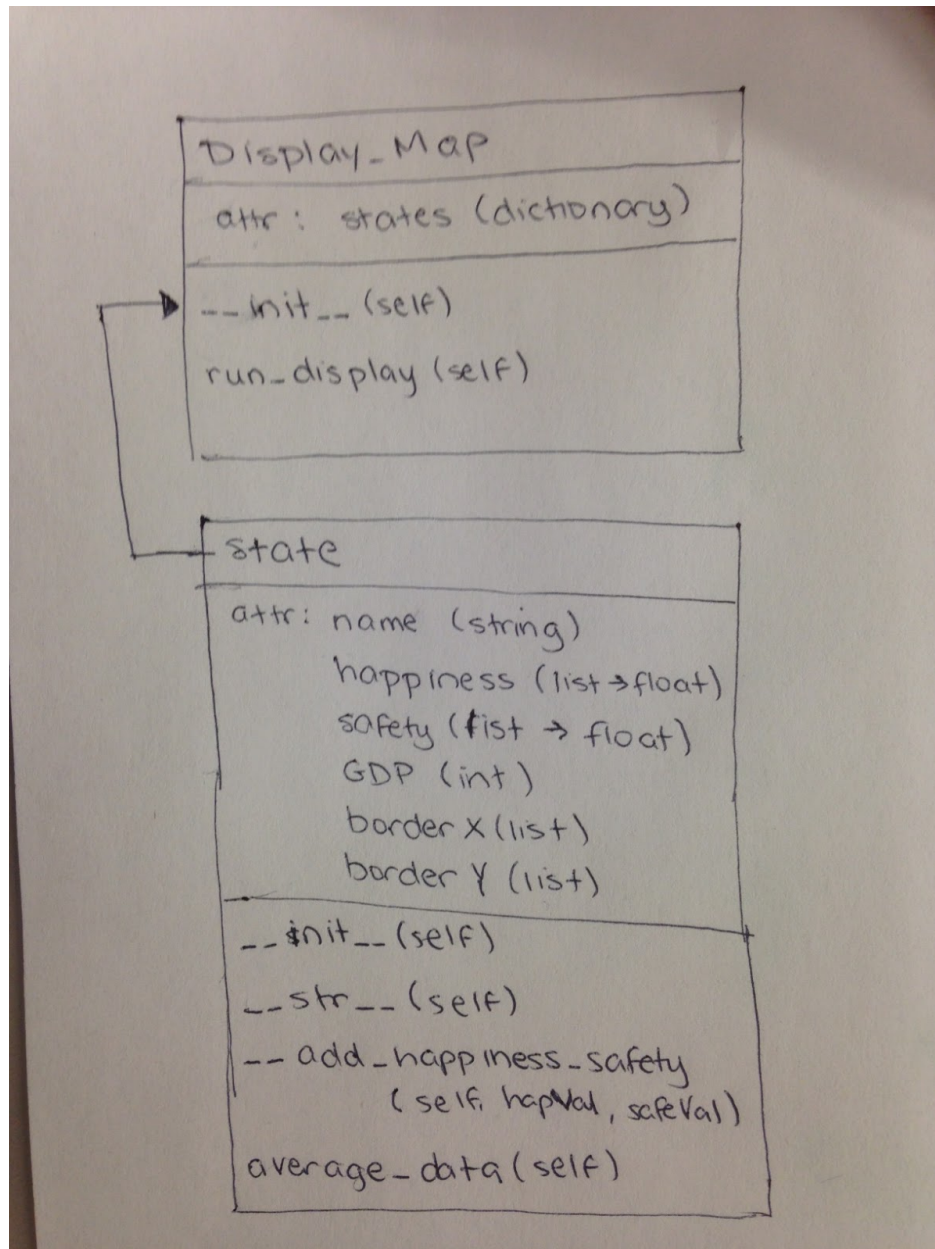 Display_Map
attr: states (dictionary)
__init__ (self)
run_display (self)
state
attr: name (string)
happiness (list→float)
safety (list → float)
GDP (int)
border X (list)
border Y (list)
__init__ (self)
__str__ (self)
__add_happiness_safety
(self, hapVal, safeVal)
average_data (self)